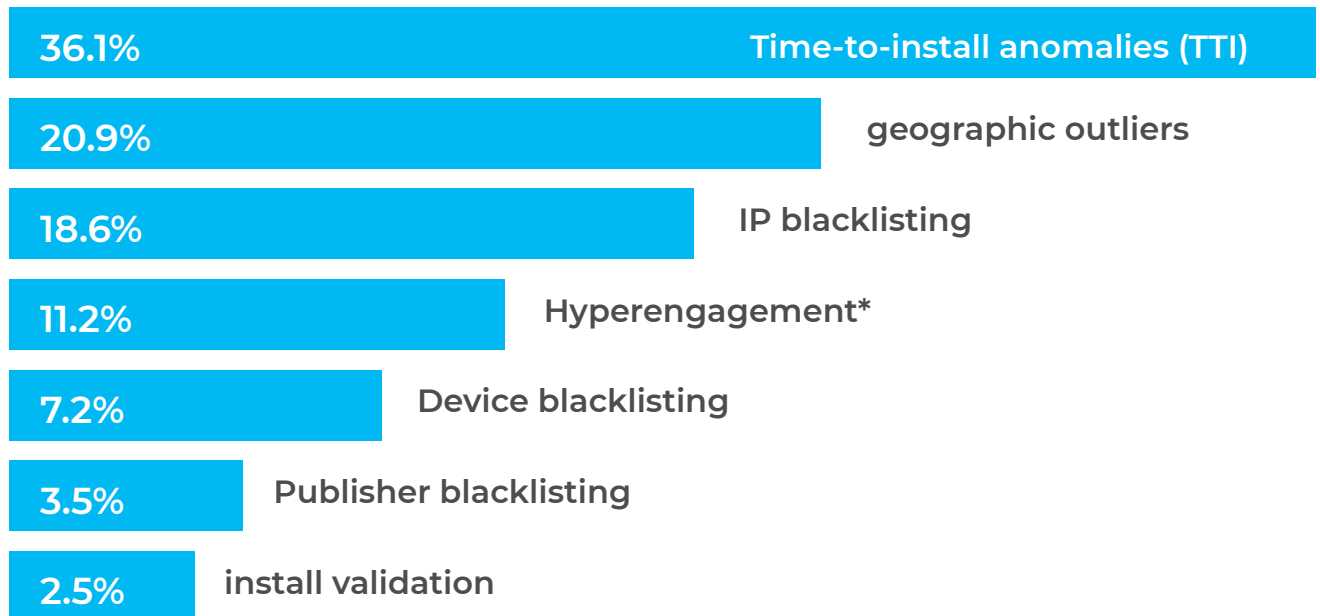 36.1% Time-to-install anomalies (TTI)
20.9% geographic outliers
18.6% IP blacklisting
11.2% Hyperengagement*
7.2% Device blacklisting
3.5% Publisher blacklisting
2.5% install validation